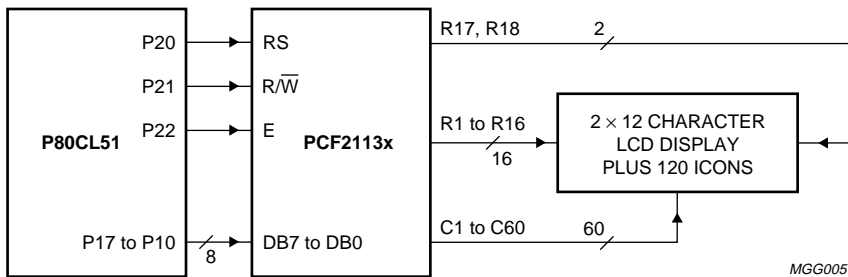 P80CL51
P20
P21
P22
P17 to P10
8
PCF2113x
RS
R/W̅
E
DB7 to DB0
R17, R18
2
R1 to R16
16
C1 to C60
60
2 × 12 CHARACTER
LCD DISPLAY
PLUS 120 ICONS
MGG005